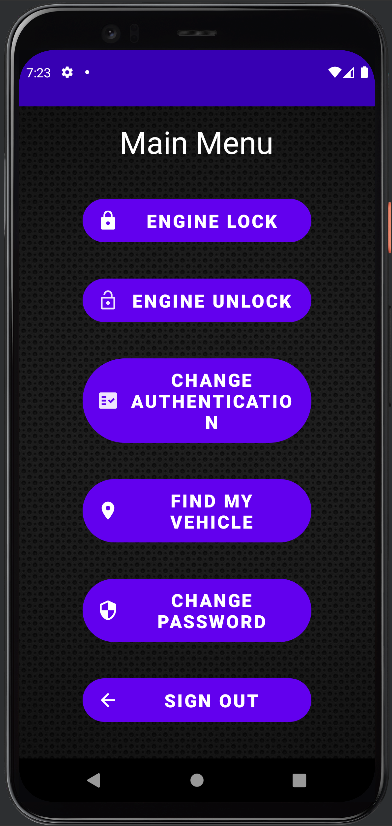 7:23
Main Menu
ENGINE LOCK
ENGINE UNLOCK
CHANGE
AUTHENTICATIO
N
FIND MY
VEHICLE
CHANGE
PASSWORD
SIGN OUT